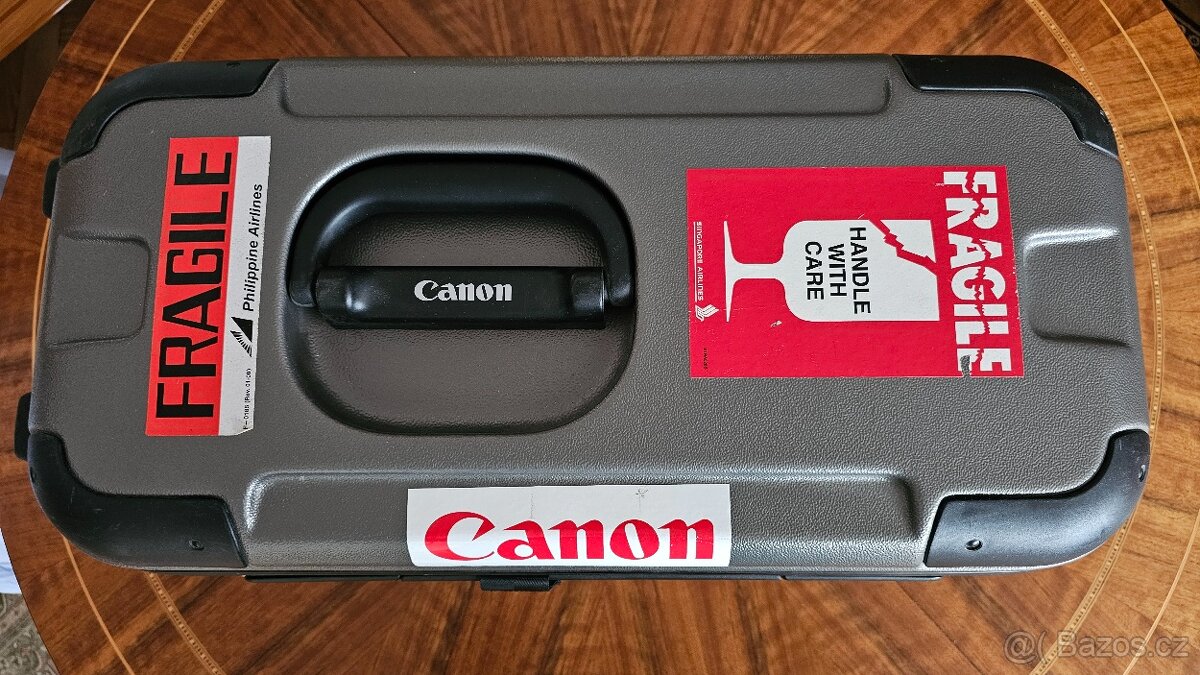 FRAGILE
Philippine Airlines
Canon
FRAGILE
HANDLE
WITH
CARE
SINGAPORE AIRLINES
Canon
@( Bazos.cz